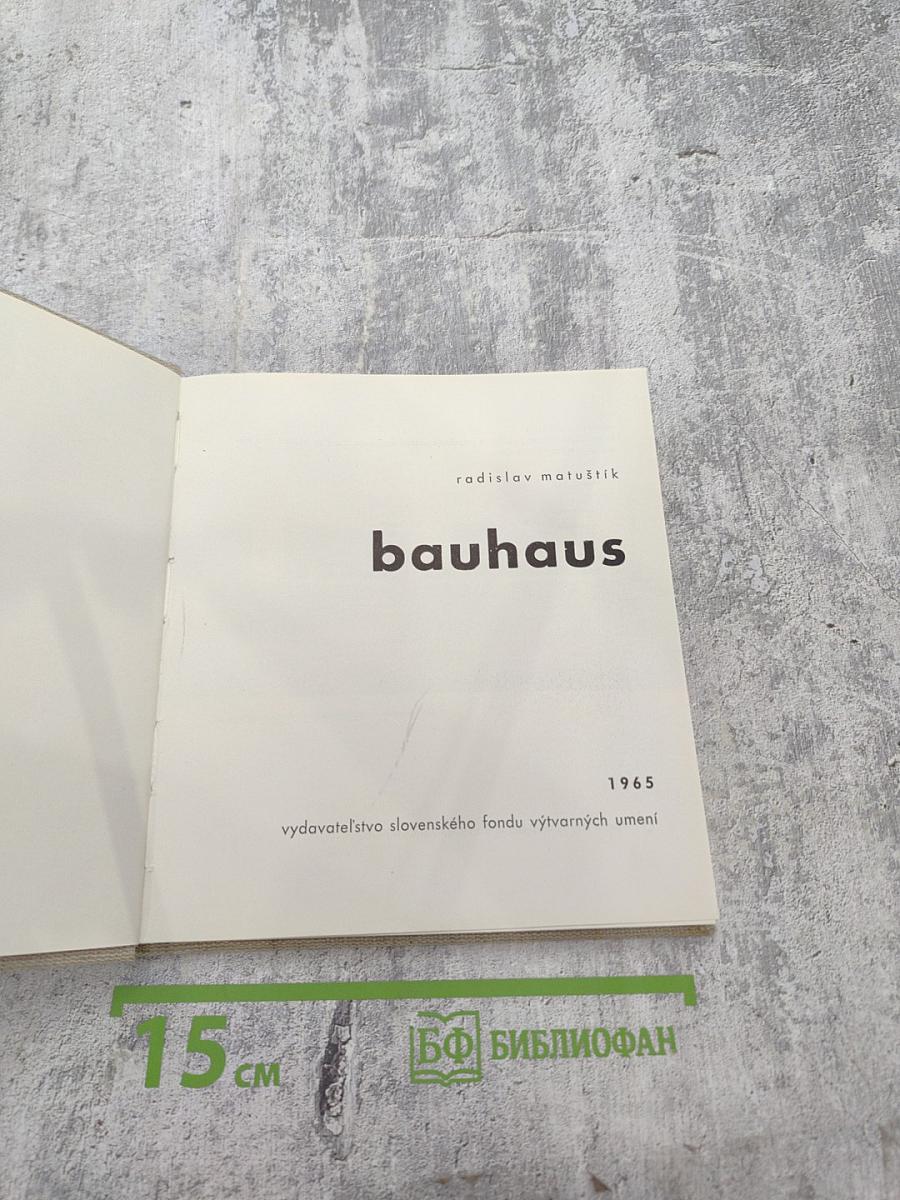 radislav matuštík
bauhaus
1965
vydavateľstvo slovenského fondu výtvarných umení
15 см
БФ БИБЛИОФАН